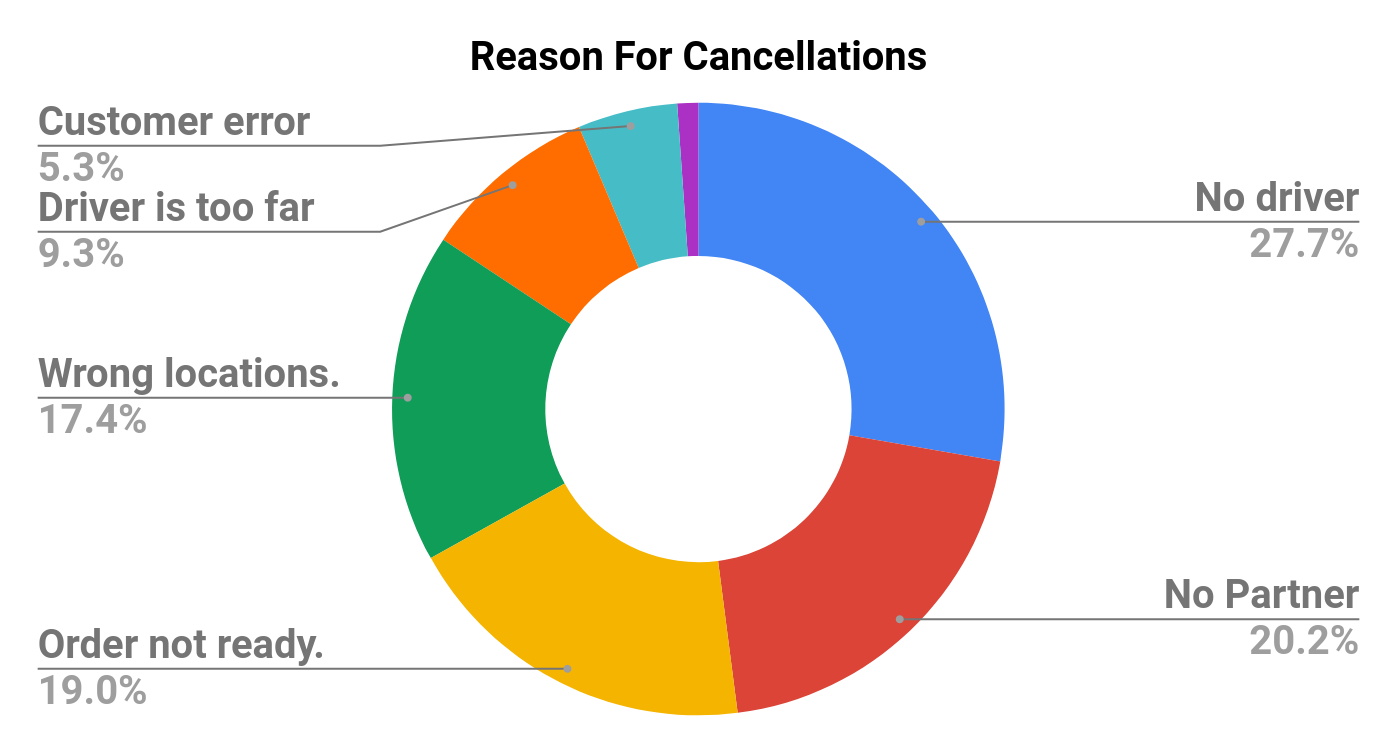 Reason For Cancellations
Customer error
5.3%
Driver is too far
9.3%
Wrong locations.
17.4%
Order not ready.
19.0%
No driver
27.7%
No Partner
20.2%